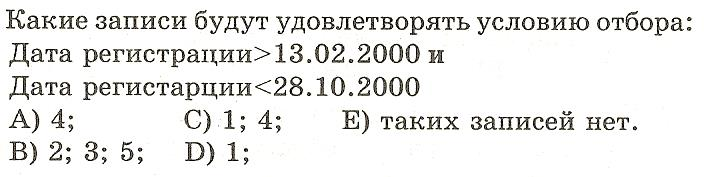 Какие записи будут удовлетворять условию отбора:
Дата регистрации>13.02.2000 и
Дата регистарции<28.10.2000
A) 4; C) 1; 4; E) таких записей нет.
B) 2; 3; 5; D) 1;